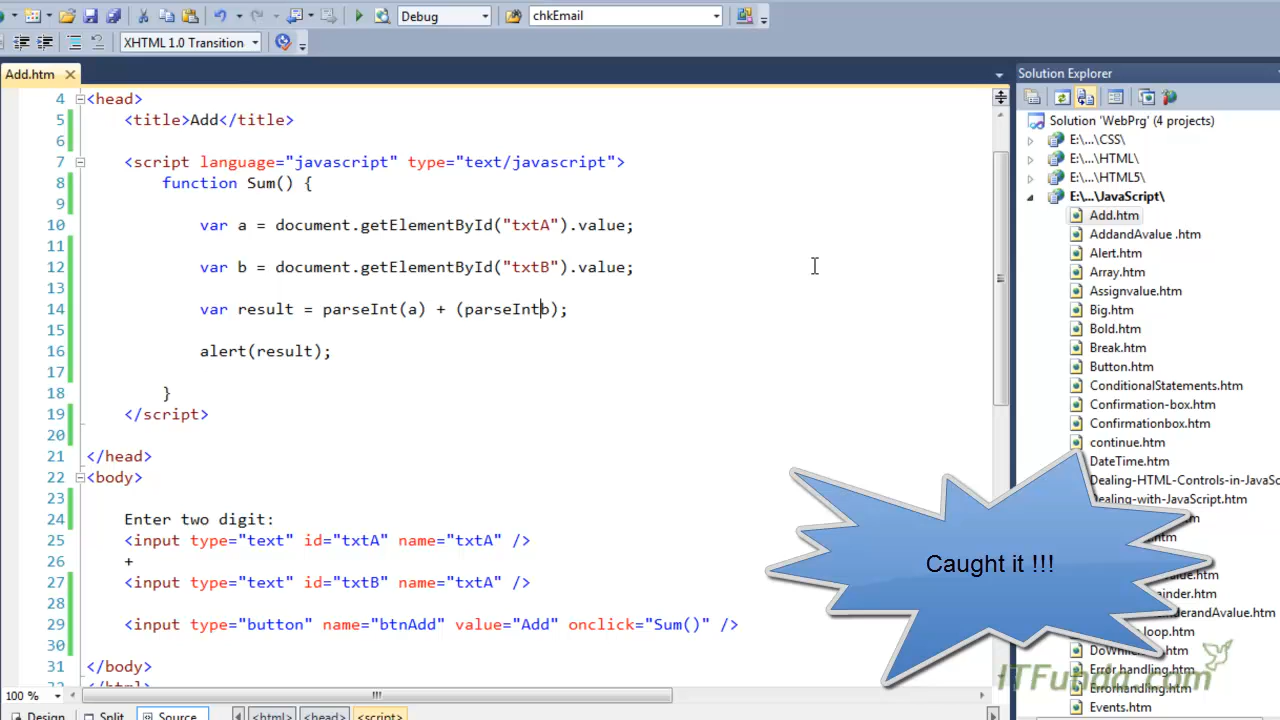 Debug
chkEmail
XHTML 1.0 Transition
Add.htm
Solution Explorer
4 <head>
5 <title>Add</title>
6
7 <script language="javascript" type="text/javascript">
8 function Sum() {
9
10 var a = document.getElementById("txtA").value;
11
12 var b = document.getElementById("txtB").value;
13
14 var result = parseInt(a) + (parseIntb);
15
16 alert(result);
17
18 }
19 </script>
20
21 </head>
22 <body>
23
24 Enter two digit:
25 <input type="text" id="txtA" name="txtA" />
26 +
27 <input type="text" id="txtB" name="txtA" />
28
29 <input type="button" name="btnAdd" value="Add" onclick="Sum()" />
30
31 </body>
Solution 'WebPrg' (4 projects)
E:\...\CSS\
E:\...\HTML\
E:\...\HTML5\
E:\...\JavaScript\
Add.htm
AddandAvalue .htm
Alert.htm
Array.htm
Assignvalue.htm
Big.htm
Bold.htm
Break.htm
Button.htm
ConditionalStatements.htm
Confirmation-box.htm
Confirmationbox.htm
continue.htm
DateTime.htm
Dealing-HTML-Controls-in-JavaSc
Dealing-with-JavaScript.htm
loop.htm
Error handling.htm
Errorhandling.htm
Events.htm
Caught it !!!
ITFunda.com
100 %
Design
Split
Source
<html>
<head>
<script>